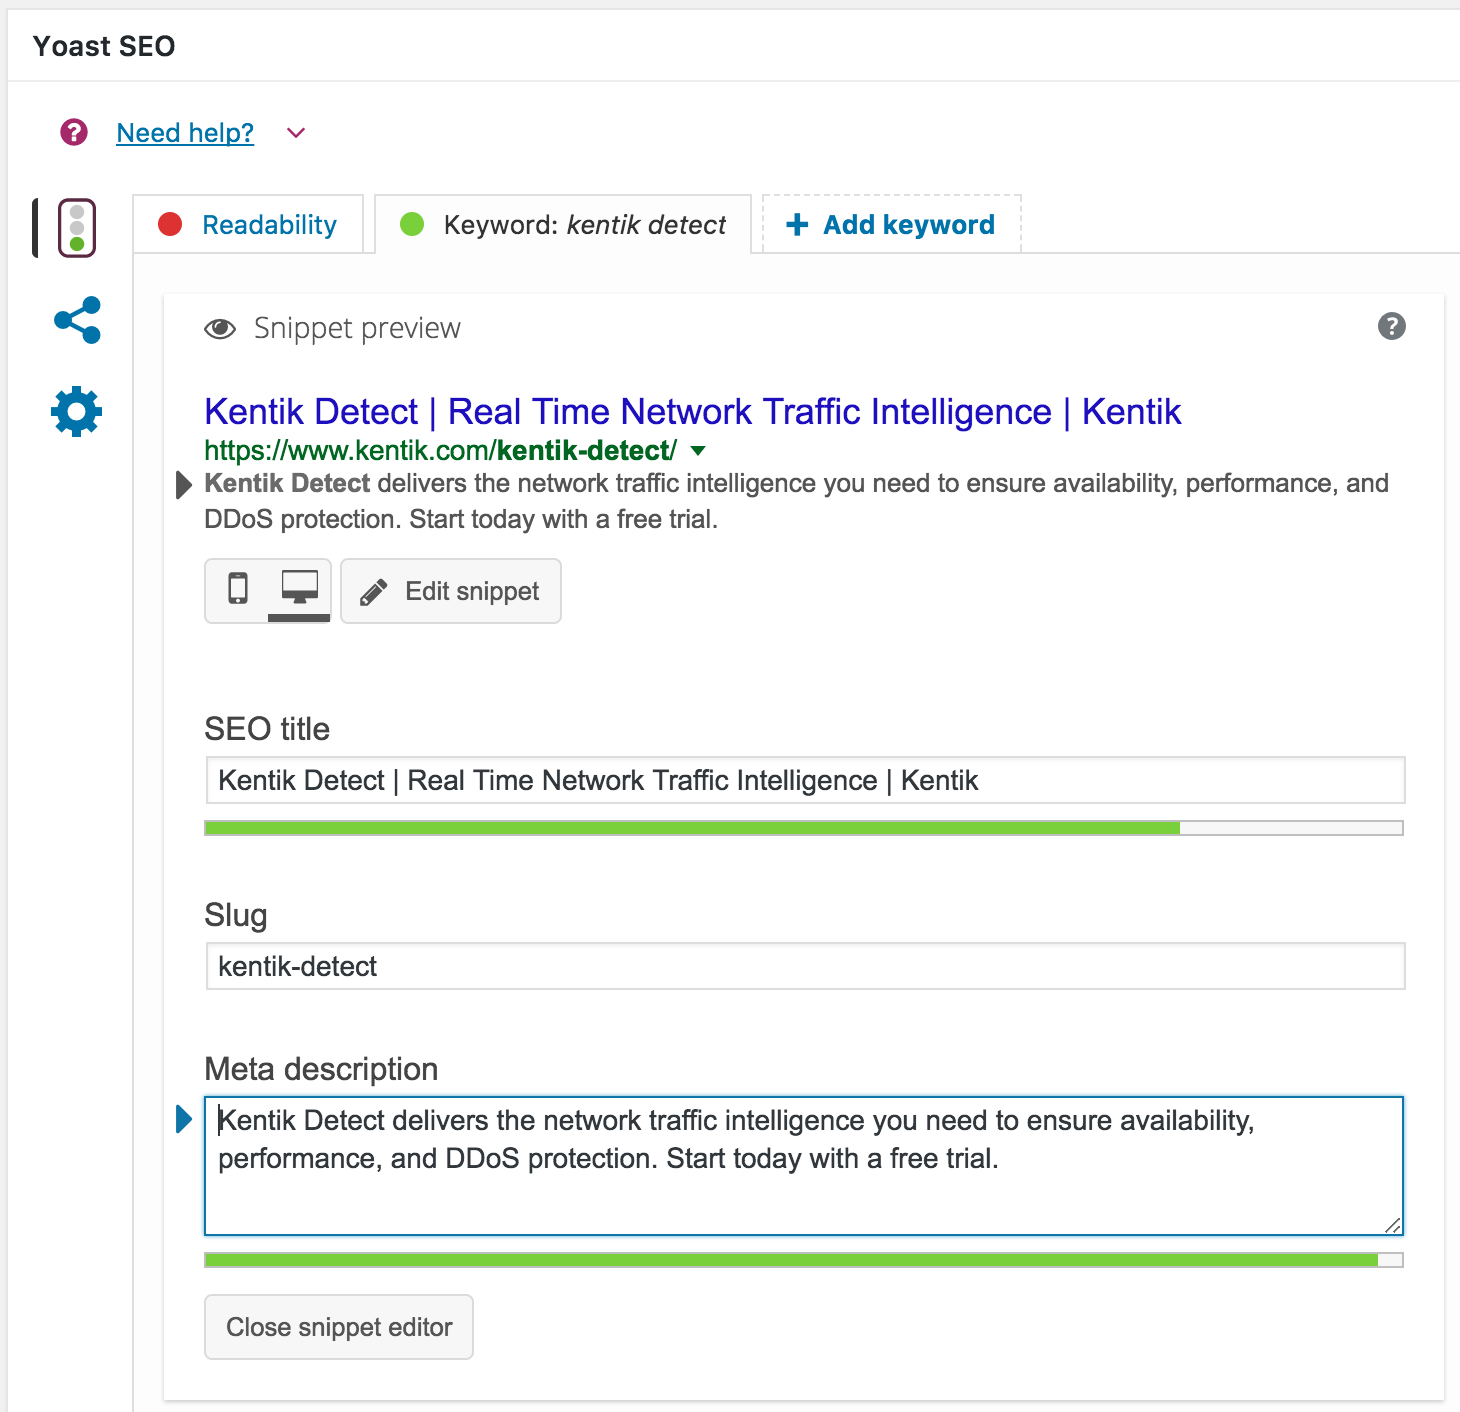 Yoast SEO
Need help?
Readability
Keyword: kentik detect
Add keyword
Snippet preview
Kentik Detect | Real Time Network Traffic Intelligence | Kentik
https://www.kentik.com/kentik-detect/
Kentik Detect delivers the network traffic intelligence you need to ensure availability, performance, and
DDoS protection. Start today with a free trial.
Edit snippet
SEO title
Kentik Detect | Real Time Network Traffic Intelligence | Kentik
Slug
kentik-detect
Meta description
Kentik Detect delivers the network traffic intelligence you need to ensure availability,
performance, and DDoS protection. Start today with a free trial.
Close snippet editor